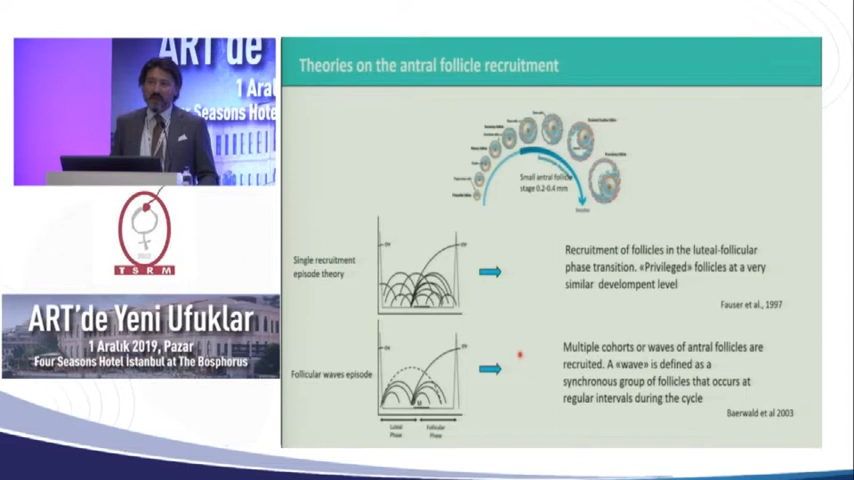 ART'de
1 Aral
Four Seasons Hotel
TSRM
ART'de Yeni Ufuklar
1 Aralık 2019, Pazar
Four Seasons Hotel İstanbul at The Bosphorus
Theories on the antral follicle recruitment
Small antral follicle
stage 0.2-0.4 mm
Single recruitment
episode theory
Recruitment of follicles in the luteal-follicular
phase transition. «Privileged» follicles at a very
similar development level
Fauser et al., 1997
Follicular waves episode
Multiple cohorts or waves of antral follicles are
recruited. A «wave» is defined as a
synchronous group of follicles that occurs at
regular intervals during the cycle
Baerwald et al 2003
Luteal
Phase
Follicular
Phase